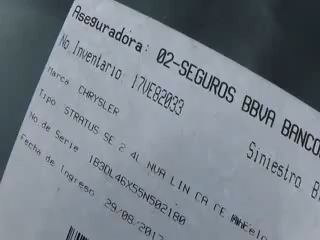 Aseguradora: 02-SEGUROS BBVA BANCO
No. Inventario 17VEB2033
Siniestro
Marca CHRYSLER
Tipo STRATUS SE 2 4L NVA LIN CA CE
No de Serie 1B3DL46X55N502180
Fecha de Ingreso 29/08/201